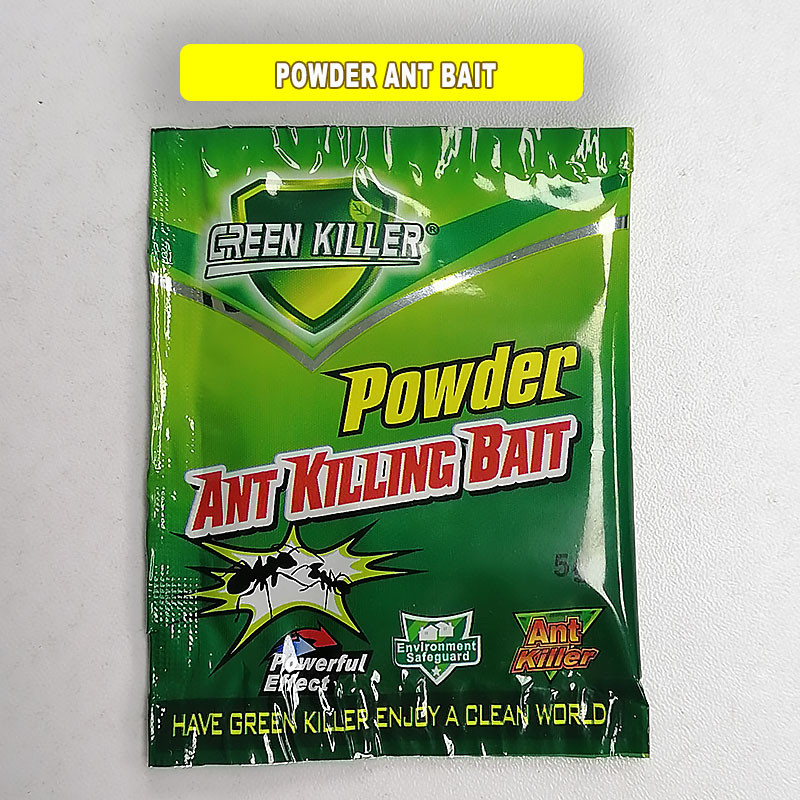 POWDER ANT BAIT
GREEN KILLER®
Powder
ANT KILLING BAIT
5g
Powerful
Effect
Environment
Safeguard
Ant
Killer
HAVE GREEN KILLER ENJOY A CLEAN WORLD